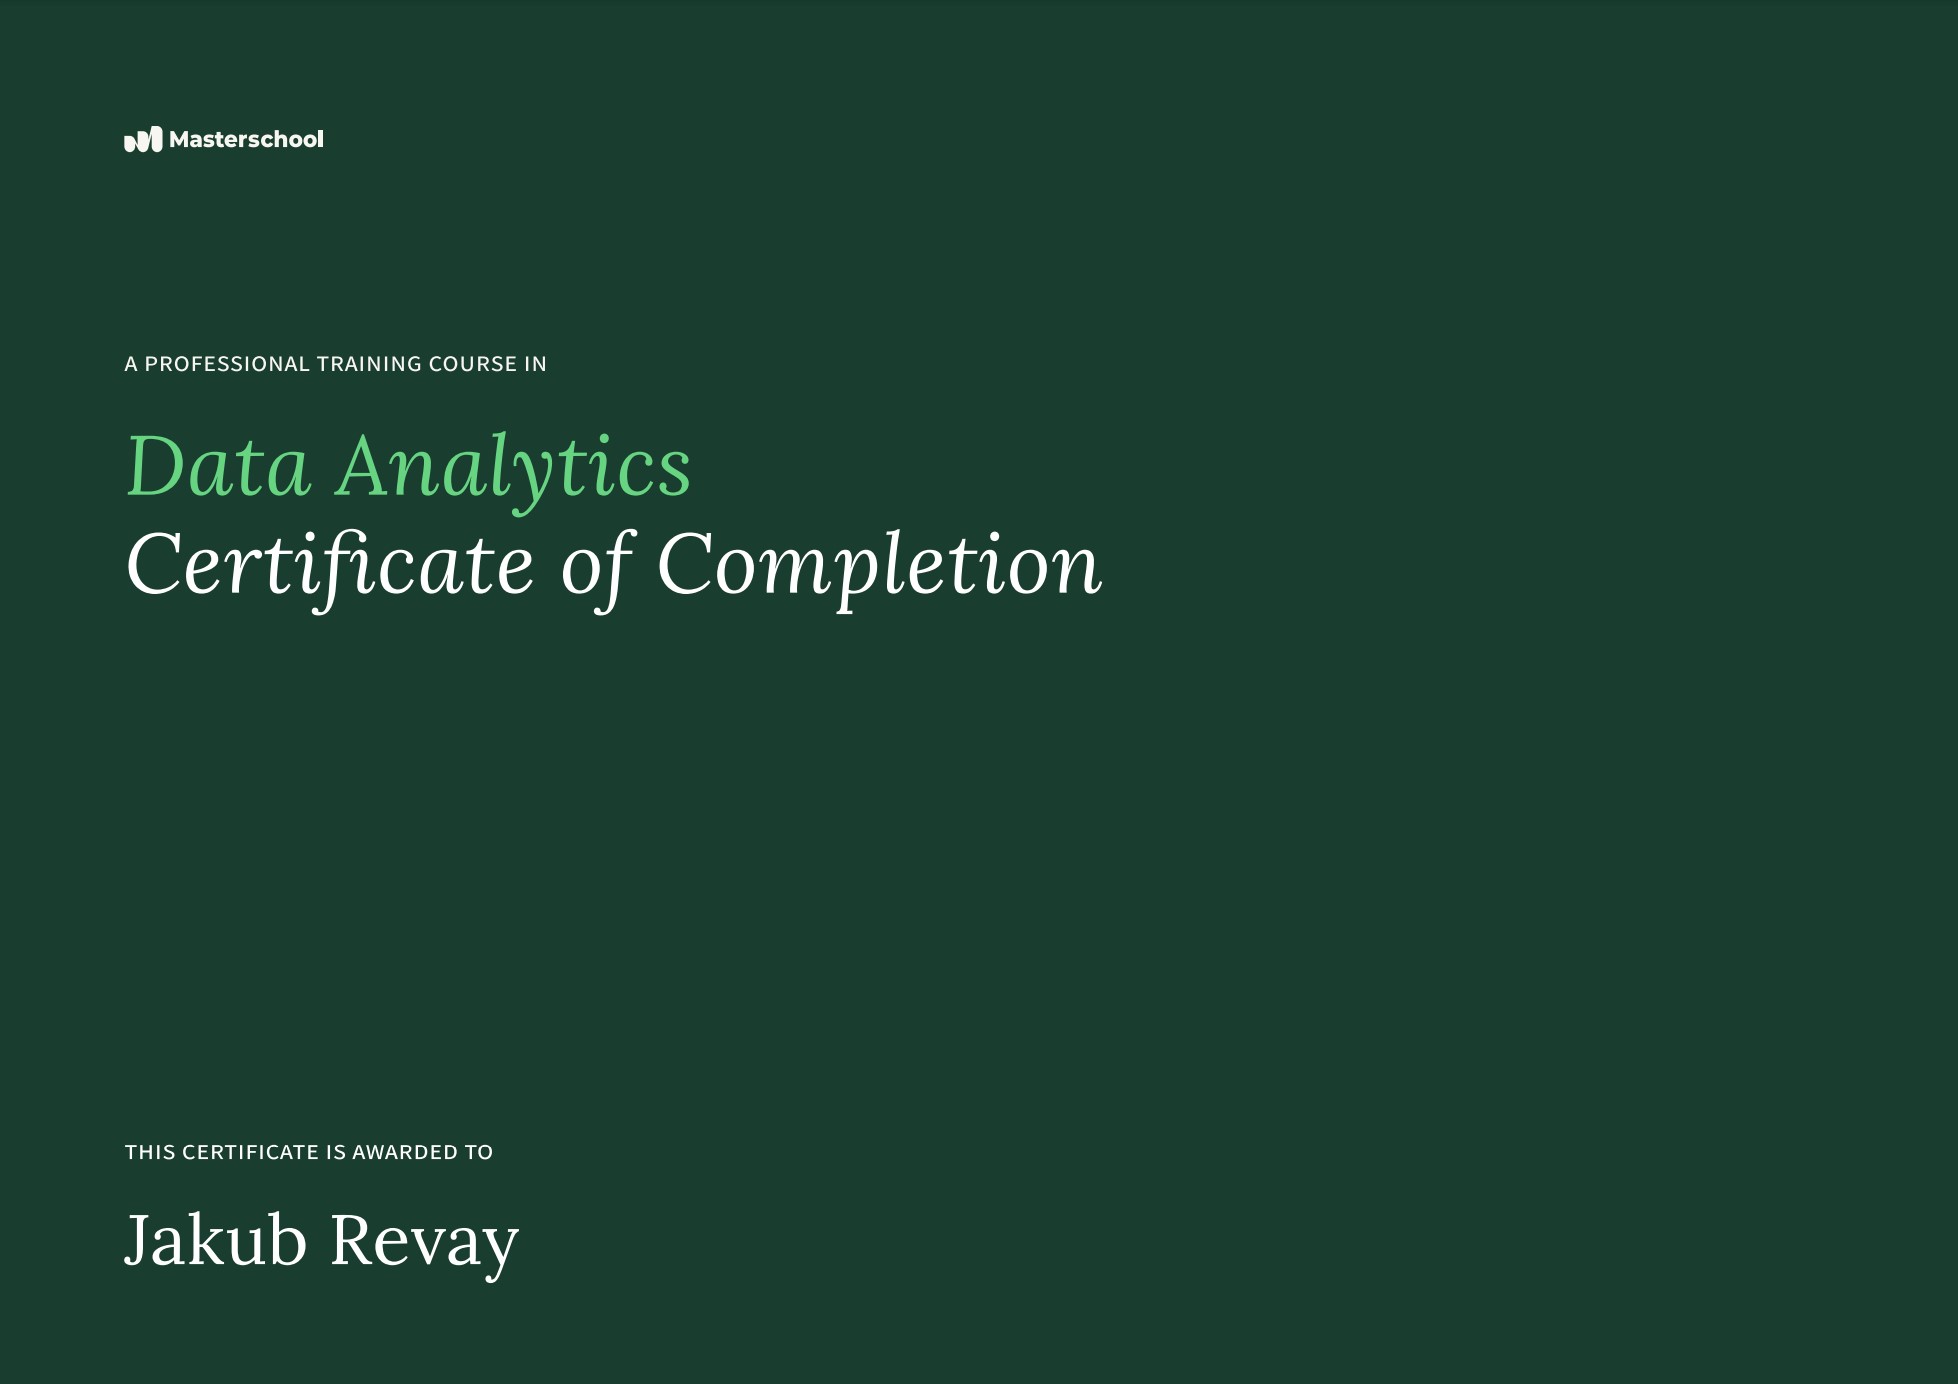 Masterschool
A PROFESSIONAL TRAINING COURSE IN
Data Analytics
Certificate of Completion
THIS CERTIFICATE IS AWARDED TO
Jakub Revay